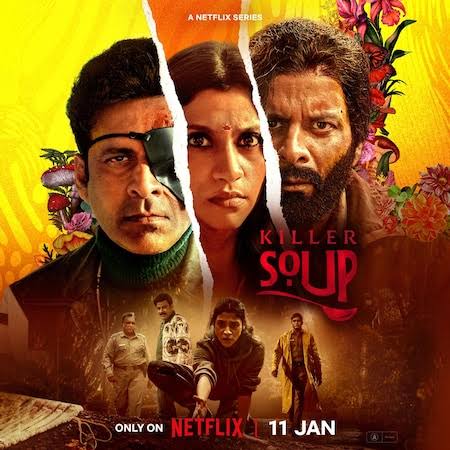 A NETFLIX SERIES
KILLER
SOUP
ONLY ON NETFLIX | 11 JAN
A